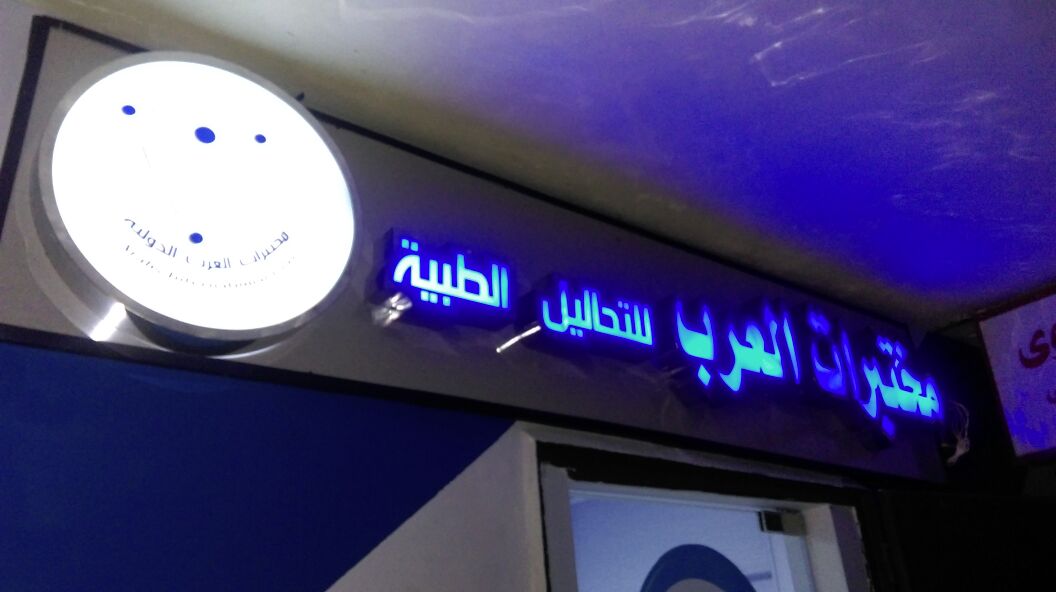 مختبرات العرب للتحاليل الطبية
مختبرات العرب الدولية